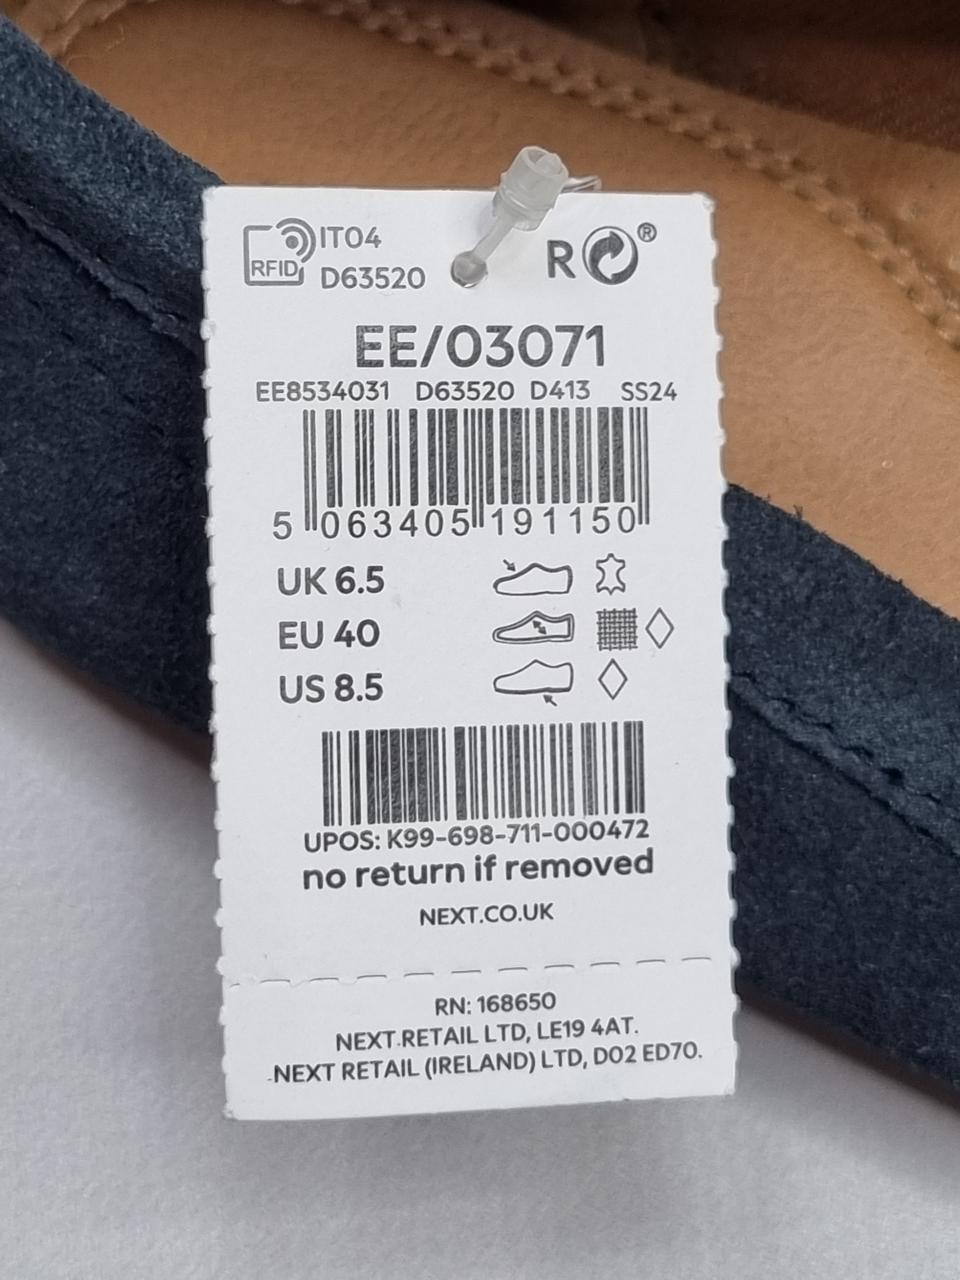 RFID
IT04
D63520
R ®
EE/03071
EE8534031 D63520 D413 SS24
5 063405 191150
UK 6.5
EU 40
US 8.5
UPOS: K99-698-711-000472
no return if removed
NEXT.CO.UK
RN: 168650
NEXT RETAIL LTD, LE19 4AT.
NEXT RETAIL (IRELAND) LTD, D02 ED70.